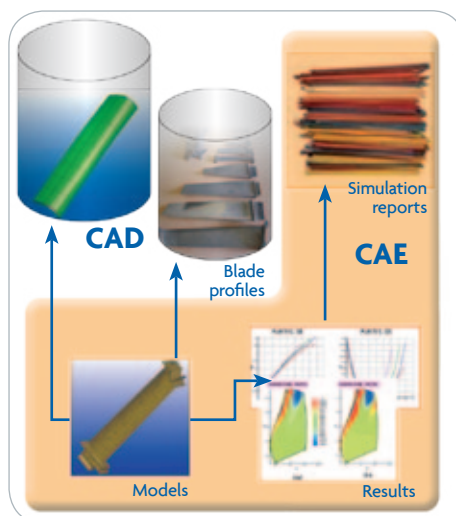 CAD
Blade
profiles
Simulation
reports
CAE
Models
Results